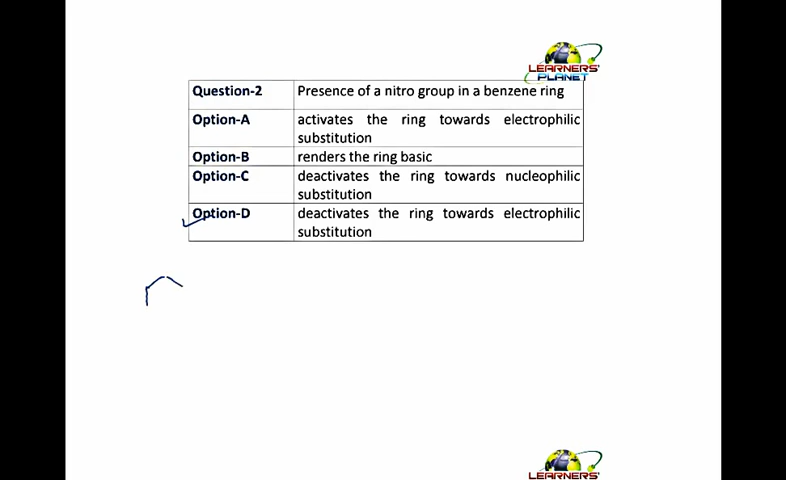 LEARNERS'
PLANET
Question-2 Presence of a nitro group in a benzene ring
Option-A activates the ring towards electrophilic
substitution
Option-B renders the ring basic
Option-C deactivates the ring towards nucleophilic
substitution
Option-D deactivates the ring towards electrophilic
substitution
LEARNERS'